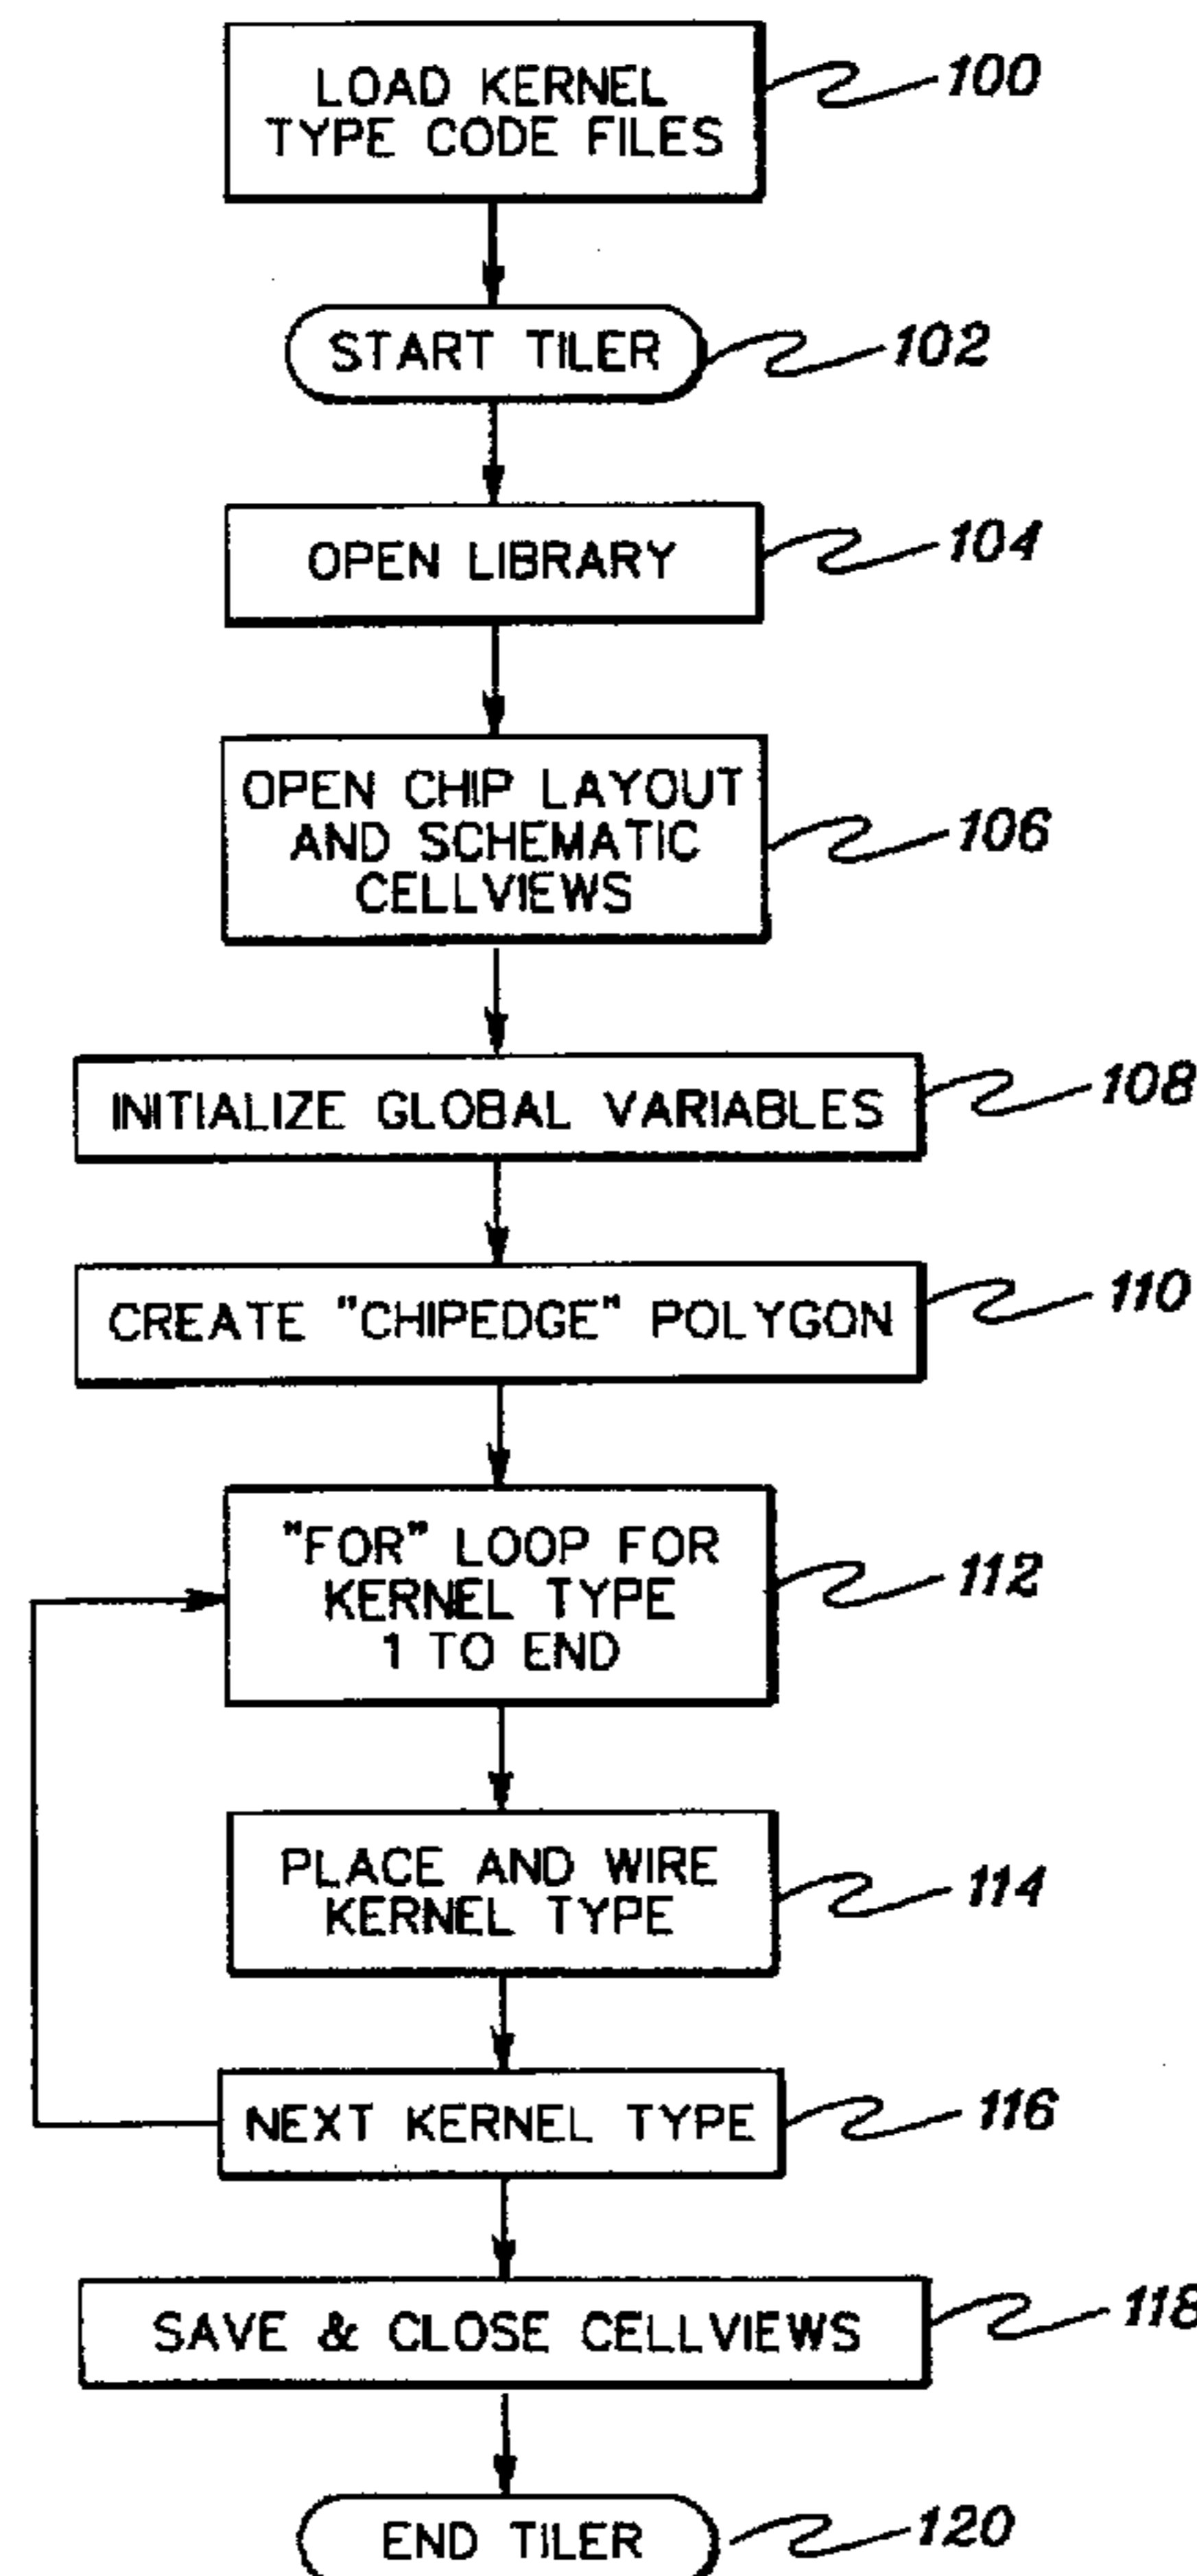 LOAD KERNEL
TYPE CODE FILES
100
START TILER
102
OPEN LIBRARY
104
OPEN CHIP LAYOUT
AND SCHEMATIC
CELLVIEWS
106
INITIALIZE GLOBAL VARIABLES
108
CREATE "CHIPEDGE" POLYGON
110
"FOR" LOOP FOR
KERNEL TYPE
1 TO END
112
PLACE AND WIRE
KERNEL TYPE
114
NEXT KERNEL TYPE
116
SAVE & CLOSE CELLVIEWS
118
END TILER
120